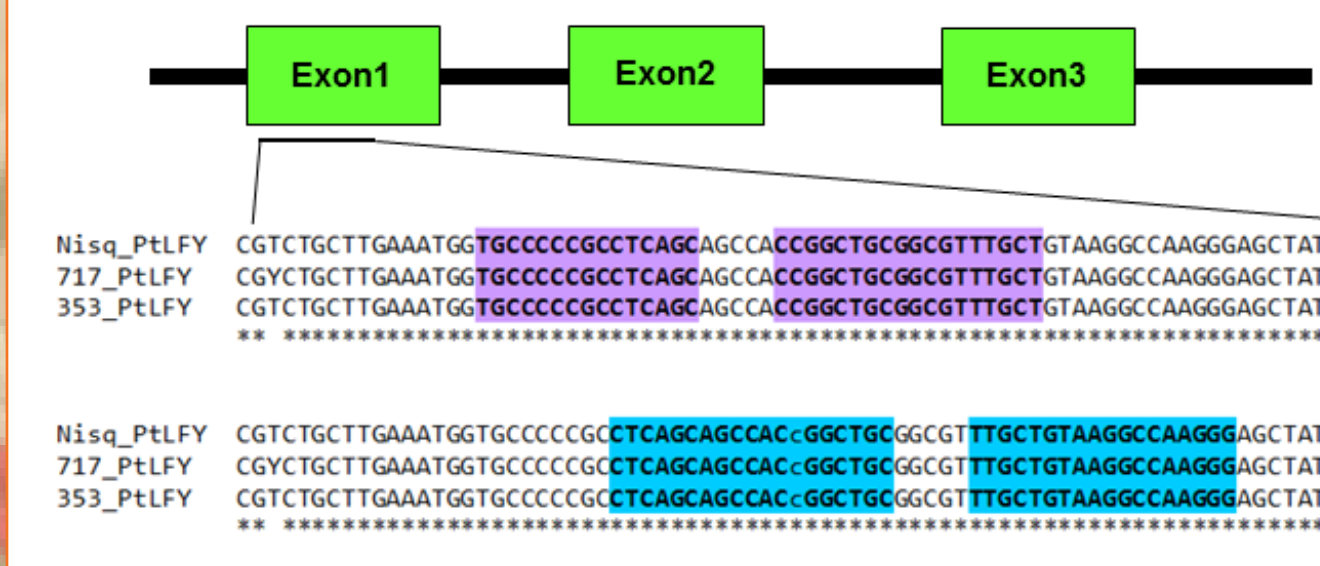 Exon1 Exon2 Exon3
Nisq_PtLFY CGTCTGCTTGAAATGGTGCCCCCGCCTCAGCAGCCACCGGCTGCGGCGTTTGCTGTAAGGCCAAGGGAGCTAT
717_PtLFY CGYCTGCTTGAAATGGTGCCCCCGCCTCAGCAGCCACCGGCTGCGGCGTTTGCTGTAAGGCCAAGGGAGCTAT
353_PtLFY CGTCTGCTTGAAATGGTGCCCCCGCCTCAGCAGCCACCGGCTGCGGCGTTTGCTGTAAGGCCAAGGGAGCTAT
** **********************************************************************
Nisq_PtLFY CGTCTGCTTGAAATGGTGCCCCCGCCTCAGCAGCCACcGGCTGCGGCGTTTGCTGTAAGGCCAAGGGAGCTAT
717_PtLFY CGYCTGCTTGAAATGGTGCCCCCGCCTCAGCAGCCACcGGCTGCGGCGTTTGCTGTAAGGCCAAGGGAGCTAT
353_PtLFY CGTCTGCTTGAAATGGTGCCCCCGCCTCAGCAGCCACcGGCTGCGGCGTTTGCTGTAAGGCCAAGGGAGCTAT
** **********************************************************************